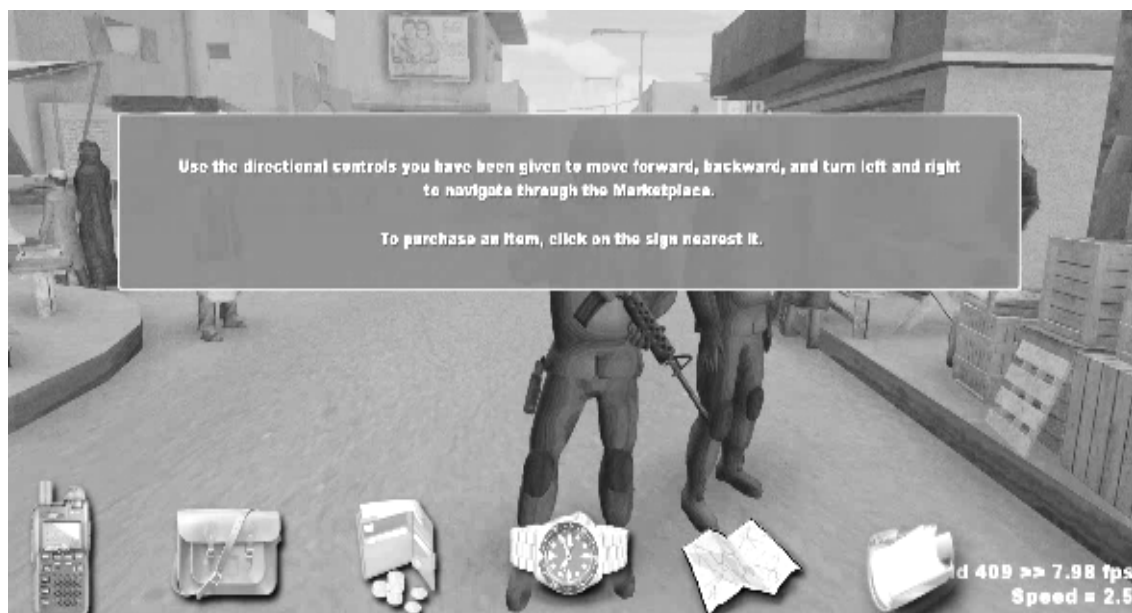 Use the directional controls you have been given to move forward, backward, and turn left and right
to navigate through the Marketplace.
To purchase an item, click on the sign nearest it.
ld 409 >> 7.98 fps
Speed = 2.5